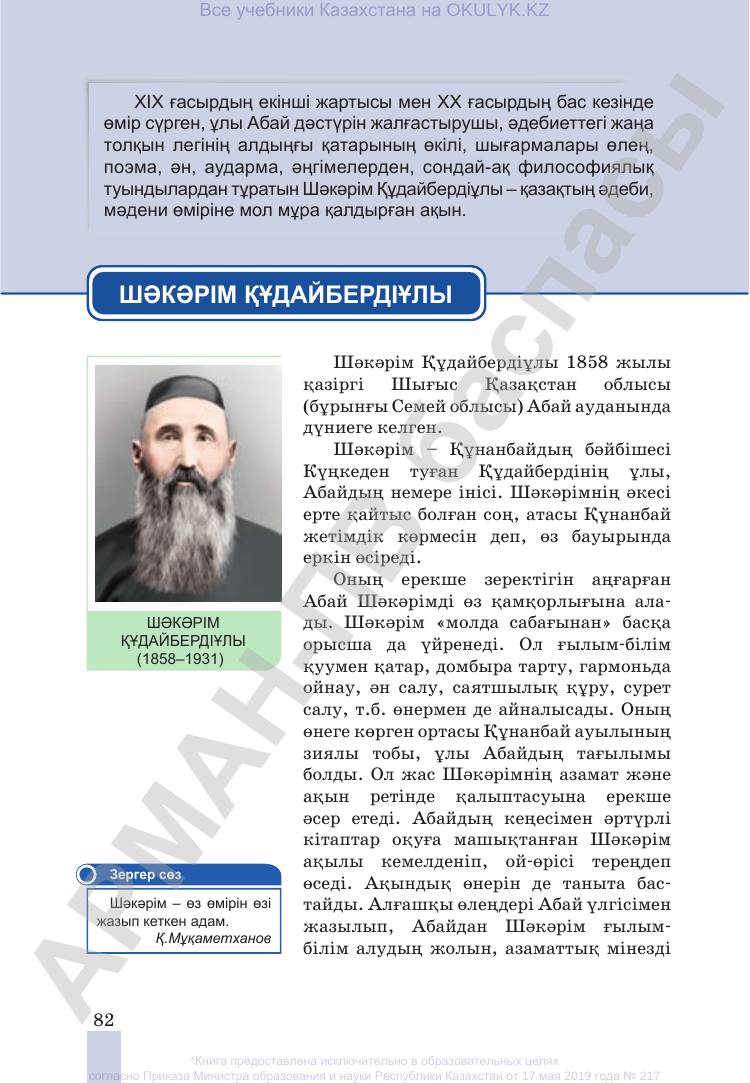 Все учебники Казахстана на OKULYK.KZ
XIX ғасырдың екінші жартысы мен XX ғасырдың бас кезінде
өмір сүрген, ұлы Абай дәстүрін жалғастырушы, әдебиеттегі жаңа
толқын легінің алдыңғы қатарының өкілі, шығармалары өлең,
поэма, ән, аударма, әңгімелерден, сондай-ақ философиялық
туындылардан тұратын Шәкәрім Құдайбердіұлы – қазақтың әдеби,
мәдени өміріне мол мұра қалдырған ақын.
ШӘКӘРІМ ҚҰДАЙБЕРДІҰЛЫ
ШӘКӘРІМ
ҚҰДАЙБЕРДІҰЛЫ
(1858–1931)
Зергер сөз
Шәкәрім – өз өмірін өзі
жазып кеткен адам.
Қ.Мұқаметханов
Шәкәрім Құдайбердіұлы 1858 жылы
қазіргі Шығыс Қазақстан облысы
(бұрынғы Семей облысы) Абай ауданында
дүниеге келген.
Шәкәрім – Құнанбайдың бәйбішесі
Күңкеден туған Құдайбердінің ұлы,
Абайдың немере інісі. Шәкәрімнің әкесі
ерте қайтыс болған соң, атасы Құнанбай
жетімдік көрмесін деп, өз бауырында
еркін өсіреді.
Оның ерекше зеректігін аңғарған
Абай Шәкәрімді өз қамқорлығына ала-
ды. Шәкәрім «молда сабағынан» басқа
орысша да үйренеді. Ол ғылым-білім
қуумен қатар, домбыра тарту, гармоньда
ойнау, ән салу, саятшылық құру, сурет
салу, т.б. өнермен де айналысады. Оның
өнеге көрген ортасы Құнанбай ауылының
зиялы тобы, ұлы Абайдың тағылымы
болды. Ол жас Шәкәрімнің азамат және
ақын ретінде қалыптасуына ерекше
әсер етеді. Абайдың кеңесімен әртүрлі
кітаптар оқуға машықтанған Шәкәрім
ақылы кемелденіп, ой-өрісі тереңдеп
өседі. Ақындық өнерін де таныта бас-
тайды. Алғашқы өлеңдері Абай үлгісімен
жазылып, Абайдан Шәкәрім ғылым-
білім алудың жолын, азаматтық мінезді
АРМАН-ПВ баспасы
82
*Книга предоставлена исключительно в образовательных целях
согласно Приказа Министра образования и науки Республики Казахстан от 17 мая 2019 года № 217